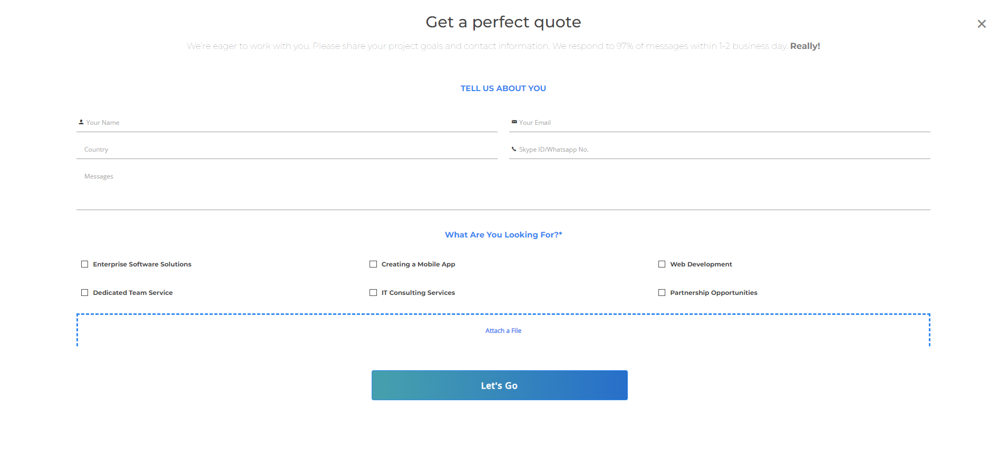 Get a perfect quote
We're eager to work with you. Please share your project goals and contact information. We respond to 97% of messages within 1-2 business day. Really!
TELL US ABOUT YOU
Your Name
Your Email
Country
Skype ID/Whatsapp No.
Messages
What Are You Looking For?*
Enterprise Software Solutions
Creating a Mobile App
Web Development
Dedicated Team Service
IT Consulting Services
Partnership Opportunities
Attach a File
Let's Go